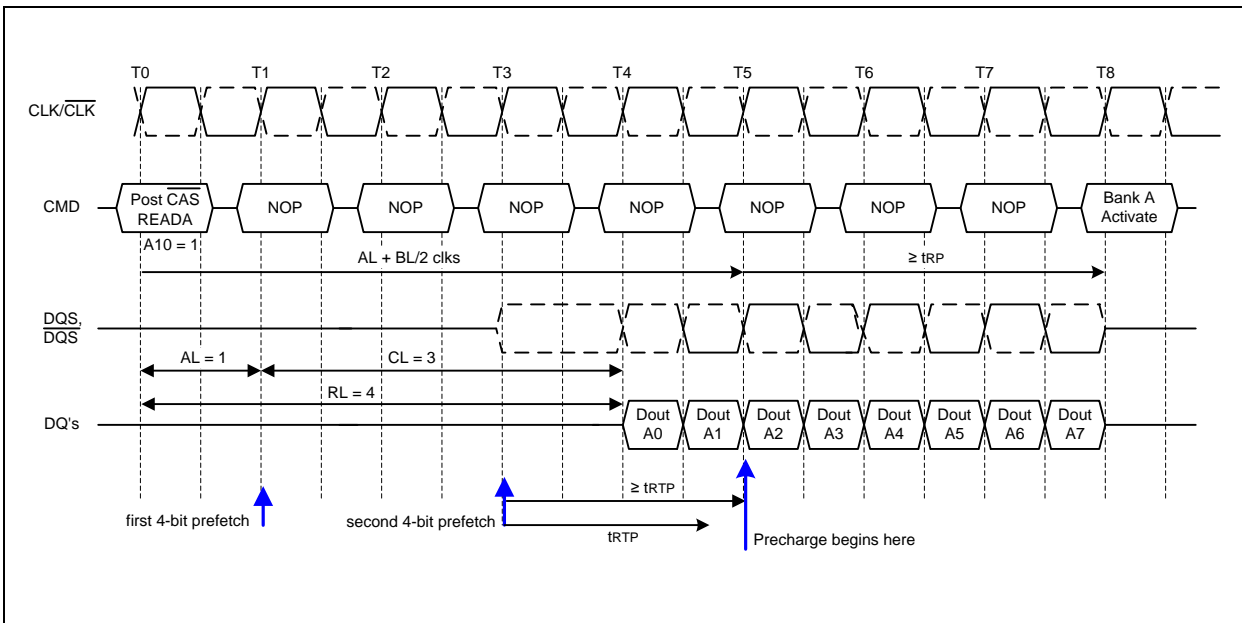 T0 T1 T2 T3 T4 T5 T6 T7 T8
CLK/CLK
CMD
Post CAS
READA
NOP NOP NOP NOP NOP NOP NOP
Bank A
Activate
A10 = 1
AL + BL/2 clks
≥ tRP
DQS,
DQS
AL = 1
CL = 3
RL = 4
DQ's
Dout
A0
Dout
A1
Dout
A2
Dout
A3
Dout
A4
Dout
A5
Dout
A6
Dout
A7
≥ tRTP
first 4-bit prefetch
second 4-bit prefetch
tRTP
Precharge begins here